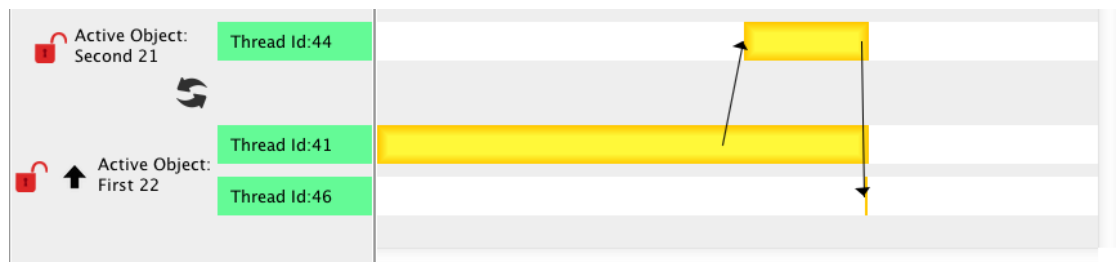 Active Object:
Second 21
Thread Id:44
Thread Id:41
Active Object:
First 22
Thread Id:46